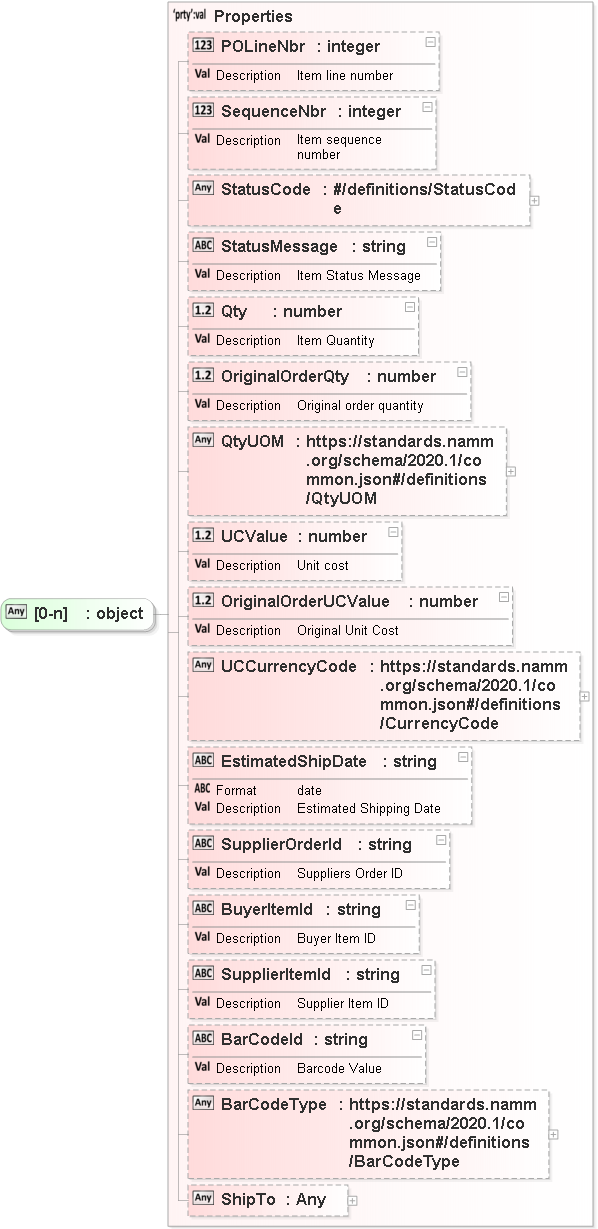 'prty':val Properties
123 POLineNbr : integer
Val Description Item line number
123 SequenceNbr : integer
Val Description Item sequence
number
Any StatusCode : #/definitions/StatusCod
e
ABC StatusMessage : string
Val Description Item Status Message
1.2 Qty : number
Val Description Item Quantity
1.2 OriginalOrderQty : number
Val Description Original order quantity
Any QtyUOM : https://standards.namm
.org/schema/2020.1/co
mmon.json#/definitions
/QtyUOM
1.2 UCValue : number
Val Description Unit cost
Any [0-n] : object
1.2 OriginalOrderUCValue : number
Val Description Original Unit Cost
Any UCCurrencyCode : https://standards.namm
.org/schema/2020.1/co
mmon.json#/definitions
/CurrencyCode
ABC EstimatedShipDate : string
ABC Format date
Val Description Estimated Shipping Date
ABC SupplierOrderId : string
Val Description Suppliers Order ID
ABC BuyerItemId : string
Val Description Buyer Item ID
ABC SupplierItemId : string
Val Description Supplier Item ID
ABC BarCodeId : string
Val Description Barcode Value
Any BarCodeType : https://standards.namm
.org/schema/2020.1/co
mmon.json#/definitions
/BarCodeType
Any ShipTo : Any